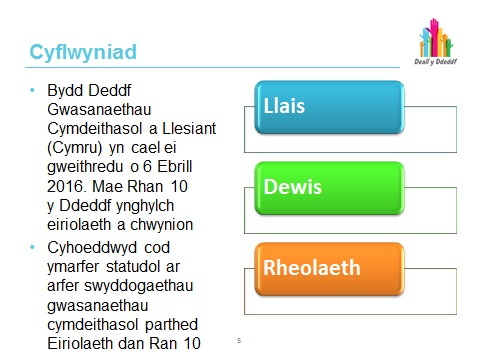 Cyflwyniad
Deall y Ddeddf
• Bydd Deddf
Gwasanaethau
Cymdeithasol a Llesiant
(Cymru) yn cael ei
gweithredu o 6 Ebrill
2016. Mae Rhan 10
y Ddeddf ynghylch
eiriolaeth a chwynion
• Cyhoeddwyd cod
ymarfer statudol ar
arfer swyddogaethau
gwasanaethau
cymdeithasol parthed
Eiriolaeth dan Ran 10
Llais
Dewis
Rheolaeth
5